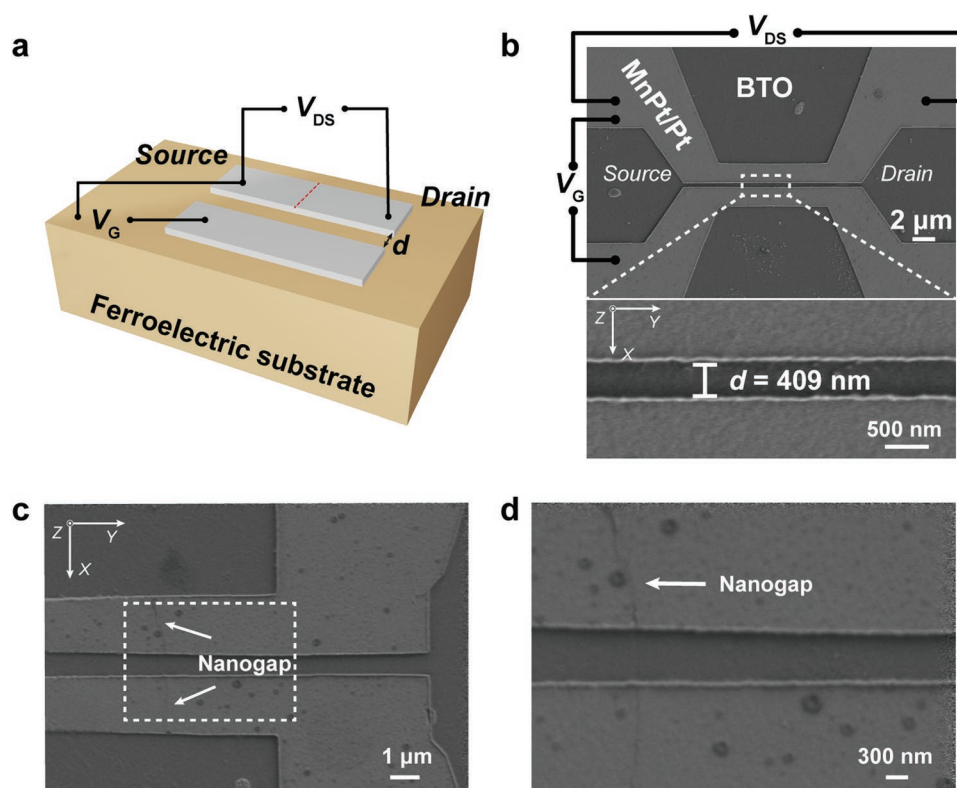 a
V_DS
Source
Drain
V_G
d
Ferroelectric substrate
b
V_DS
MnPt/Pt
BTO
Source
Drain
V_G
2 μm
Z
Y
X
d = 409 nm
500 nm
c
Z
Y
X
Nanogap
1 μm
d
Nanogap
300 nm